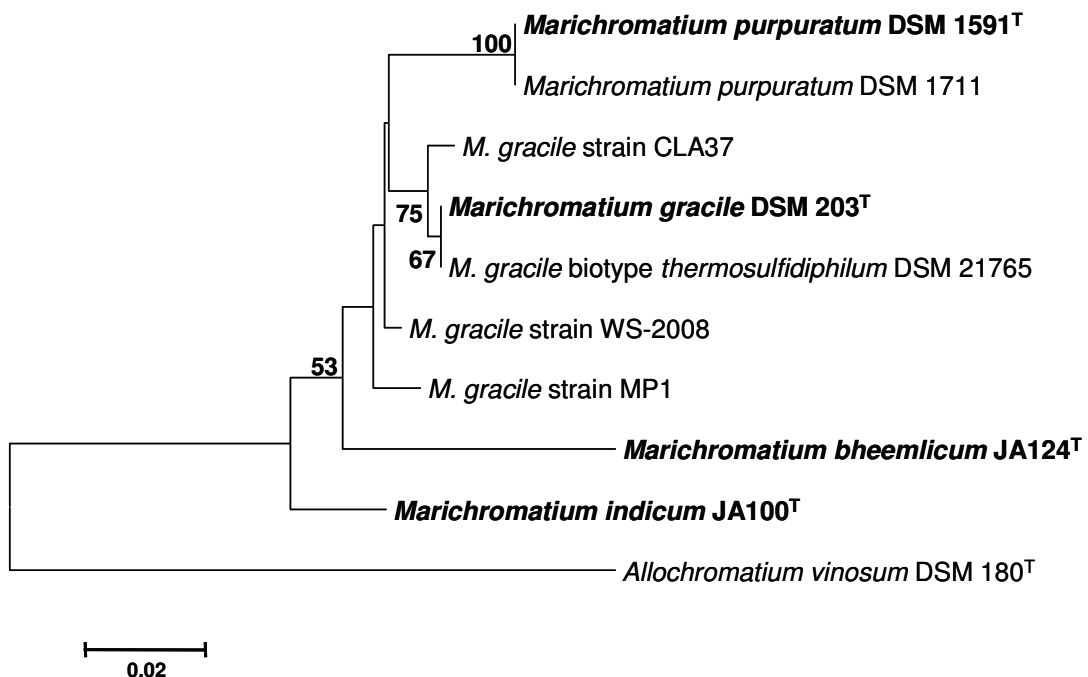 Marichromatium purpuratum DSM 1591T
100
Marichromatium purpuratum DSM 1711
M. gracile strain CLA37
Marichromatium gracile DSM 203T
75
67
M. gracile biotype thermosulfidiphilum DSM 21765
M. gracile strain WS-2008
53
M. gracile strain MP1
Marichromatium bheemlicum JA124T
Marichromatium indicum JA100T
Allochromatium vinosum DSM 180T
0.02